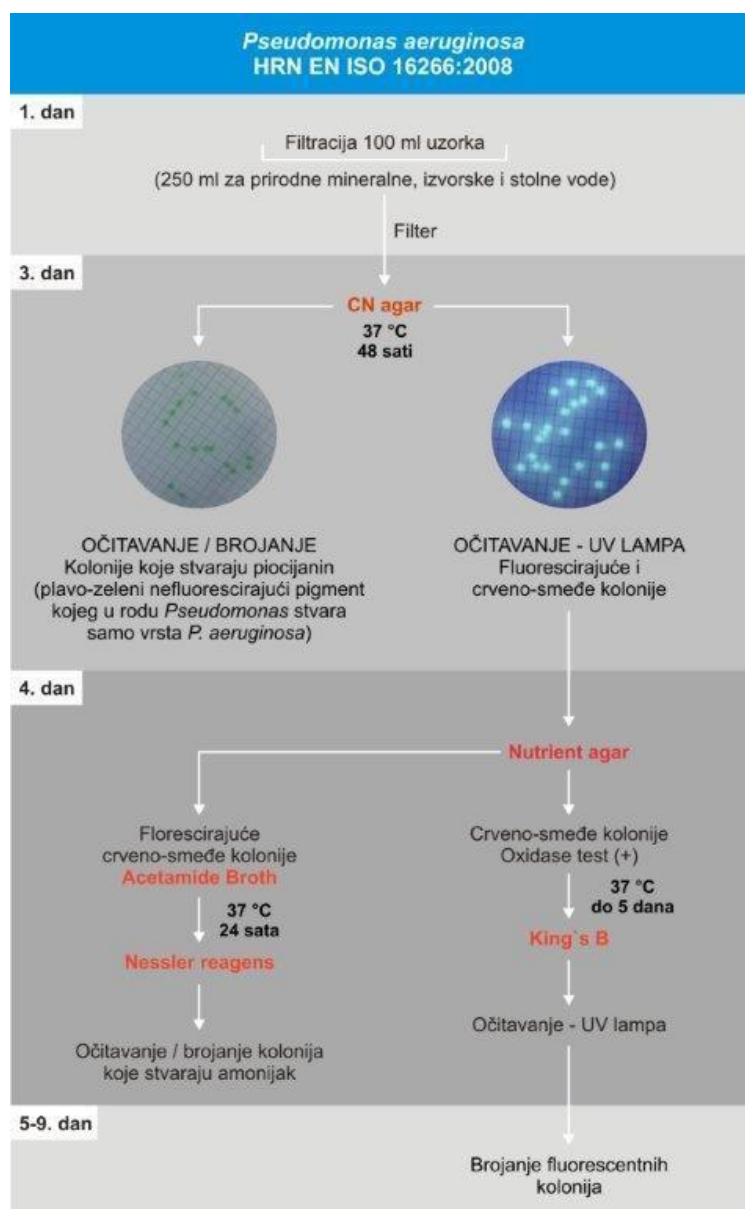 Pseudomonas aeruginosa
HRN EN ISO 16266:2008
1. dan
Filtracija 100 ml uzorka
(250 ml za prirodne mineralne, izvorske i stolne vode)
Filter
3. dan
CN agar
37 °C
48 sati
OČITAVANJE / BROJANJE
Kolonije koje stvaraju piocijanin
(plavo-zeleni nefluorescirajući pigment
kojeg u rodu Pseudomonas stvara
samo vrsta P. aeruginosa)
OČITAVANJE - UV LAMPA
Fluorescirajuće i
crveno-smeđe kolonije
4. dan
Nutrient agar
Florescirajuće
crveno-smeđe kolonije
Acetamide Broth
37 °C
24 sata
Nessler reagens
Očitavanje / brojanje kolonija
koje stvaraju amonijak
Crveno-smeđe kolonije
Oxidase test (+)
37 °C
do 5 dana
King`s B
Očitavanje - UV lampa
5-9. dan
Brojanje fluorescentnih
kolonija